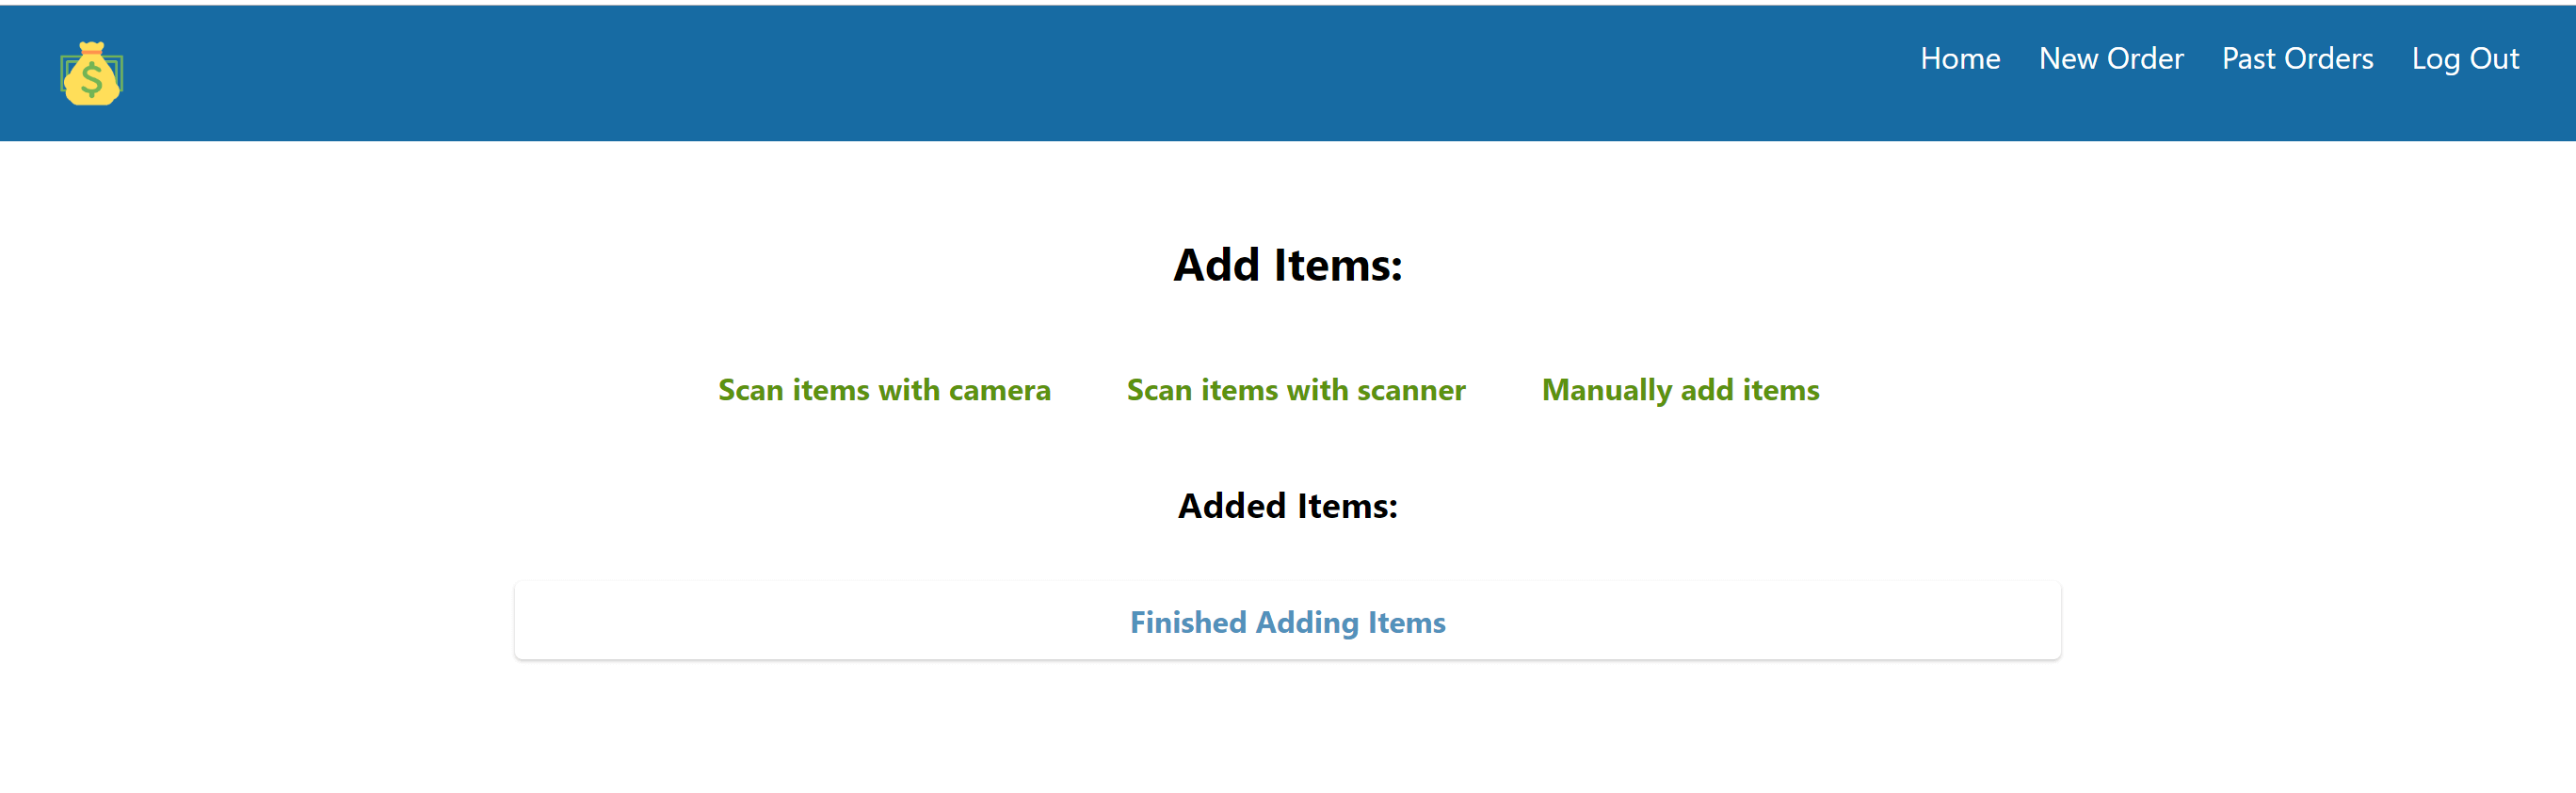 $
Home New Order Past Orders Log Out
Add Items:
Scan items with camera Scan items with scanner Manually add items
Added Items:
Finished Adding Items